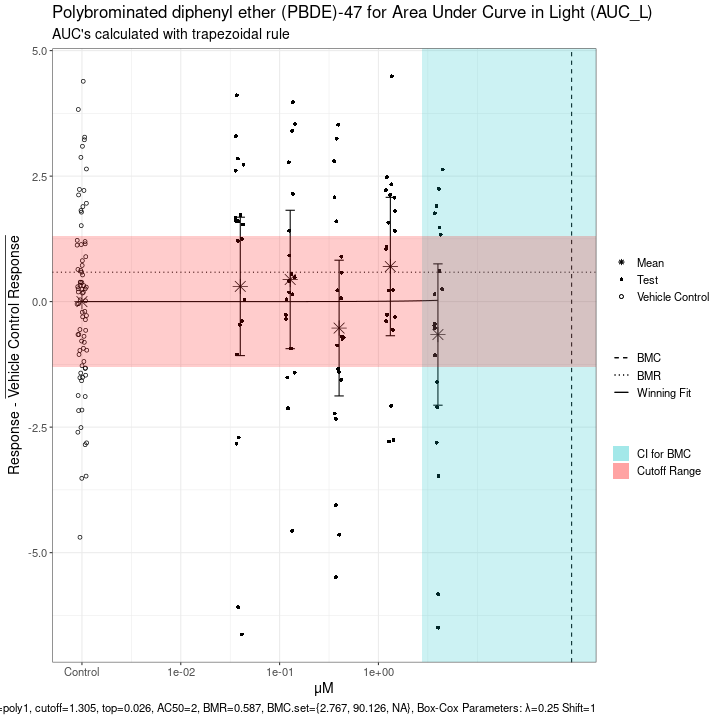 Polybrominated diphenyl ether (PBDE)-47 for Area Under Curve in Light (AUC_L)
AUC's calculated with trapezoidal rule
5.0
2.5
0.0
-2.5
-5.0
Response - Vehicle Control Response
Control
1e-02
1e-01
1e+00
μM
Mean
Test
Vehicle Control
BMC
BMR
Winning Fit
CI for BMC
Cutoff Range
=poly1, cutoff=1.305, top=0.026, AC50=2, BMR=0.587, BMC.set={2.767, 90.126, NA}, Box-Cox Parameters: λ=0.25 Shift=1